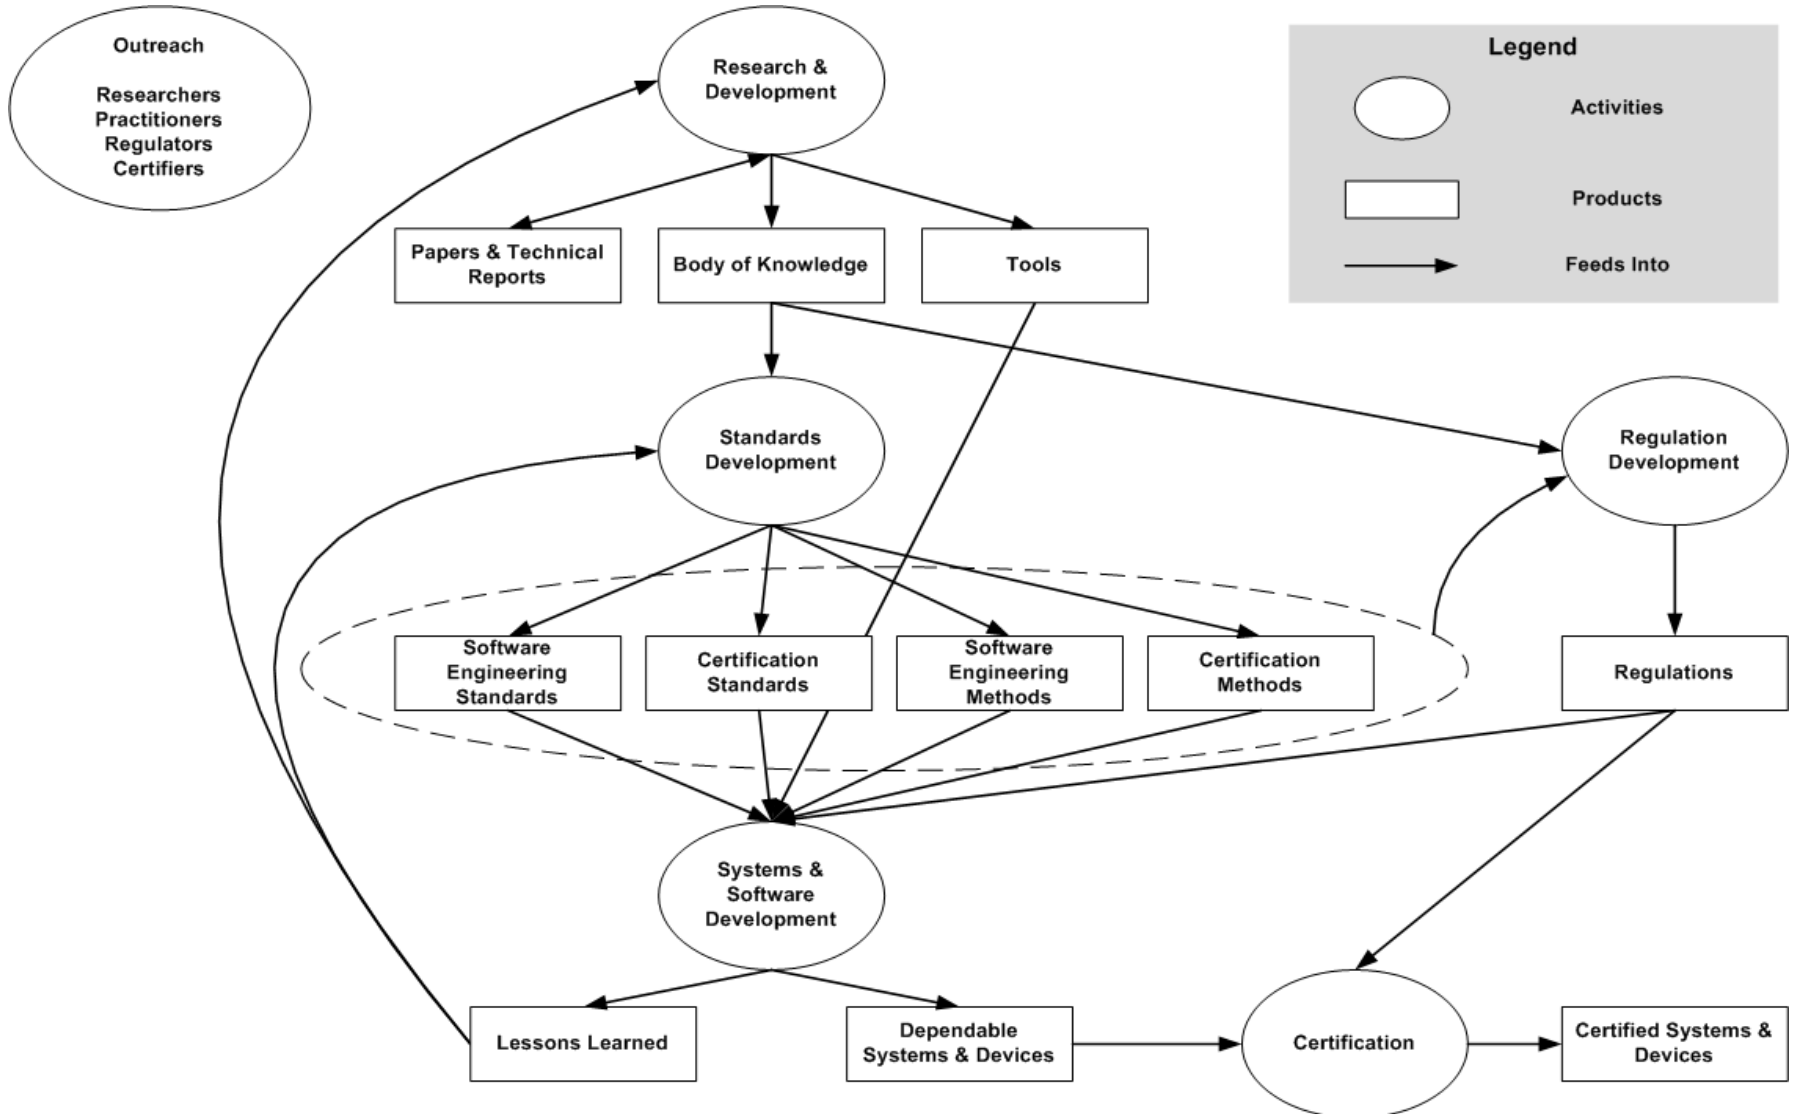 Outreach
Researchers
Practitioners
Regulators
Certifiers
Research &
Development
Legend
Activities
Products
Feeds Into
Papers & Technical
Reports
Body of Knowledge
Tools
Standards
Development
Regulation
Development
Software
Engineering
Standards
Certification
Standards
Software
Engineering
Methods
Certification
Methods
Regulations
Systems &
Software
Development
Lessons Learned
Dependable
Systems & Devices
Certification
Certified Systems &
Devices